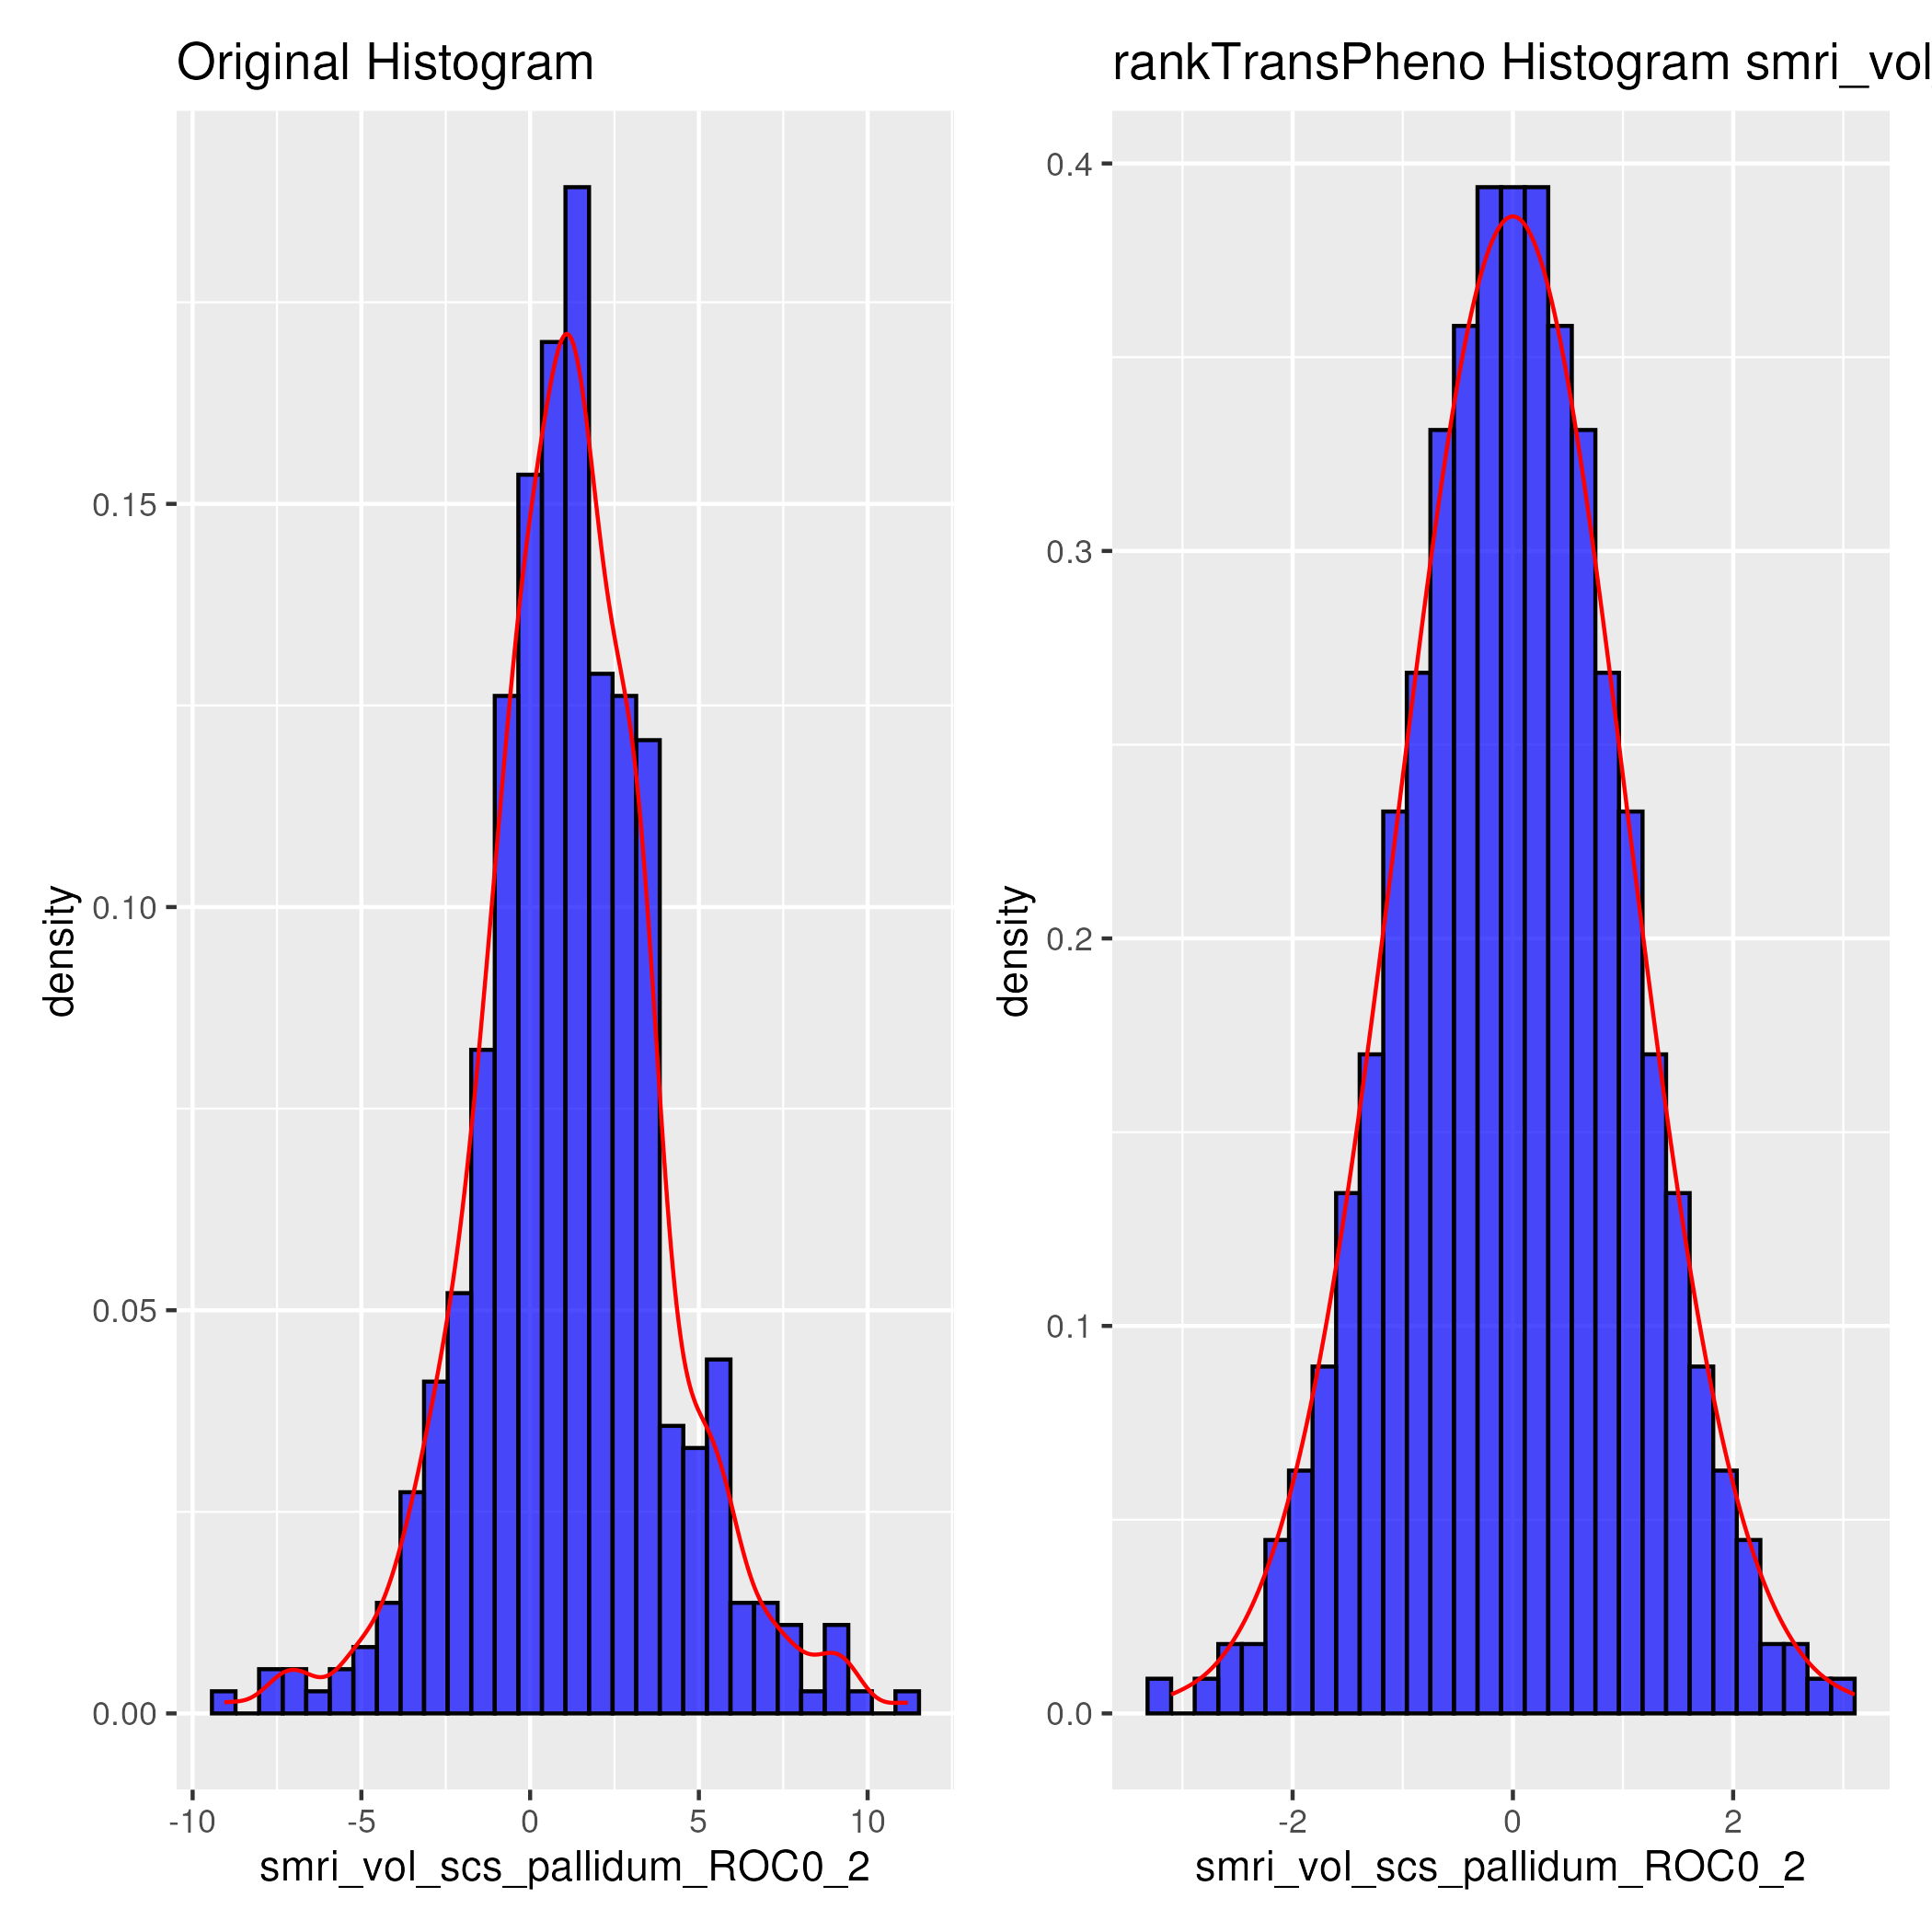 Original Histogram
0.15
0.10
0.05
0.00
density
-10
-5
0
5
10
smri_vol_scs_pallidum_ROC0_2
rankTransPheno Histogram smri_vol
0.4
0.3
0.2
0.1
0.0
density
-2
0
2
smri_vol_scs_pallidum_ROC0_2